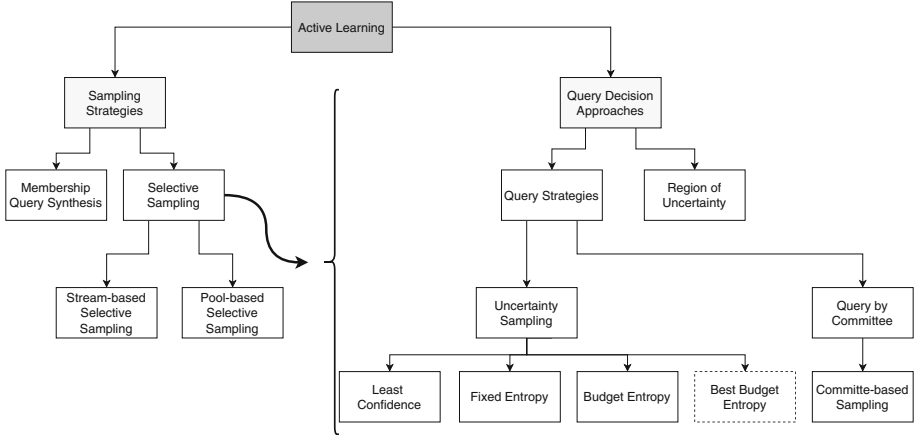 Active Learning
Sampling
Strategies
Query Decision
Approaches
Membership
Query Synthesis
Selective
Sampling
Query Strategies
Region of
Uncertainty
Stream-based
Selective
Sampling
Pool-based
Selective
Sampling
Uncertainty
Sampling
Query by
Committee
Least
Confidence
Fixed Entropy
Budget Entropy
Best Budget
Entropy
Committe-based
Sampling